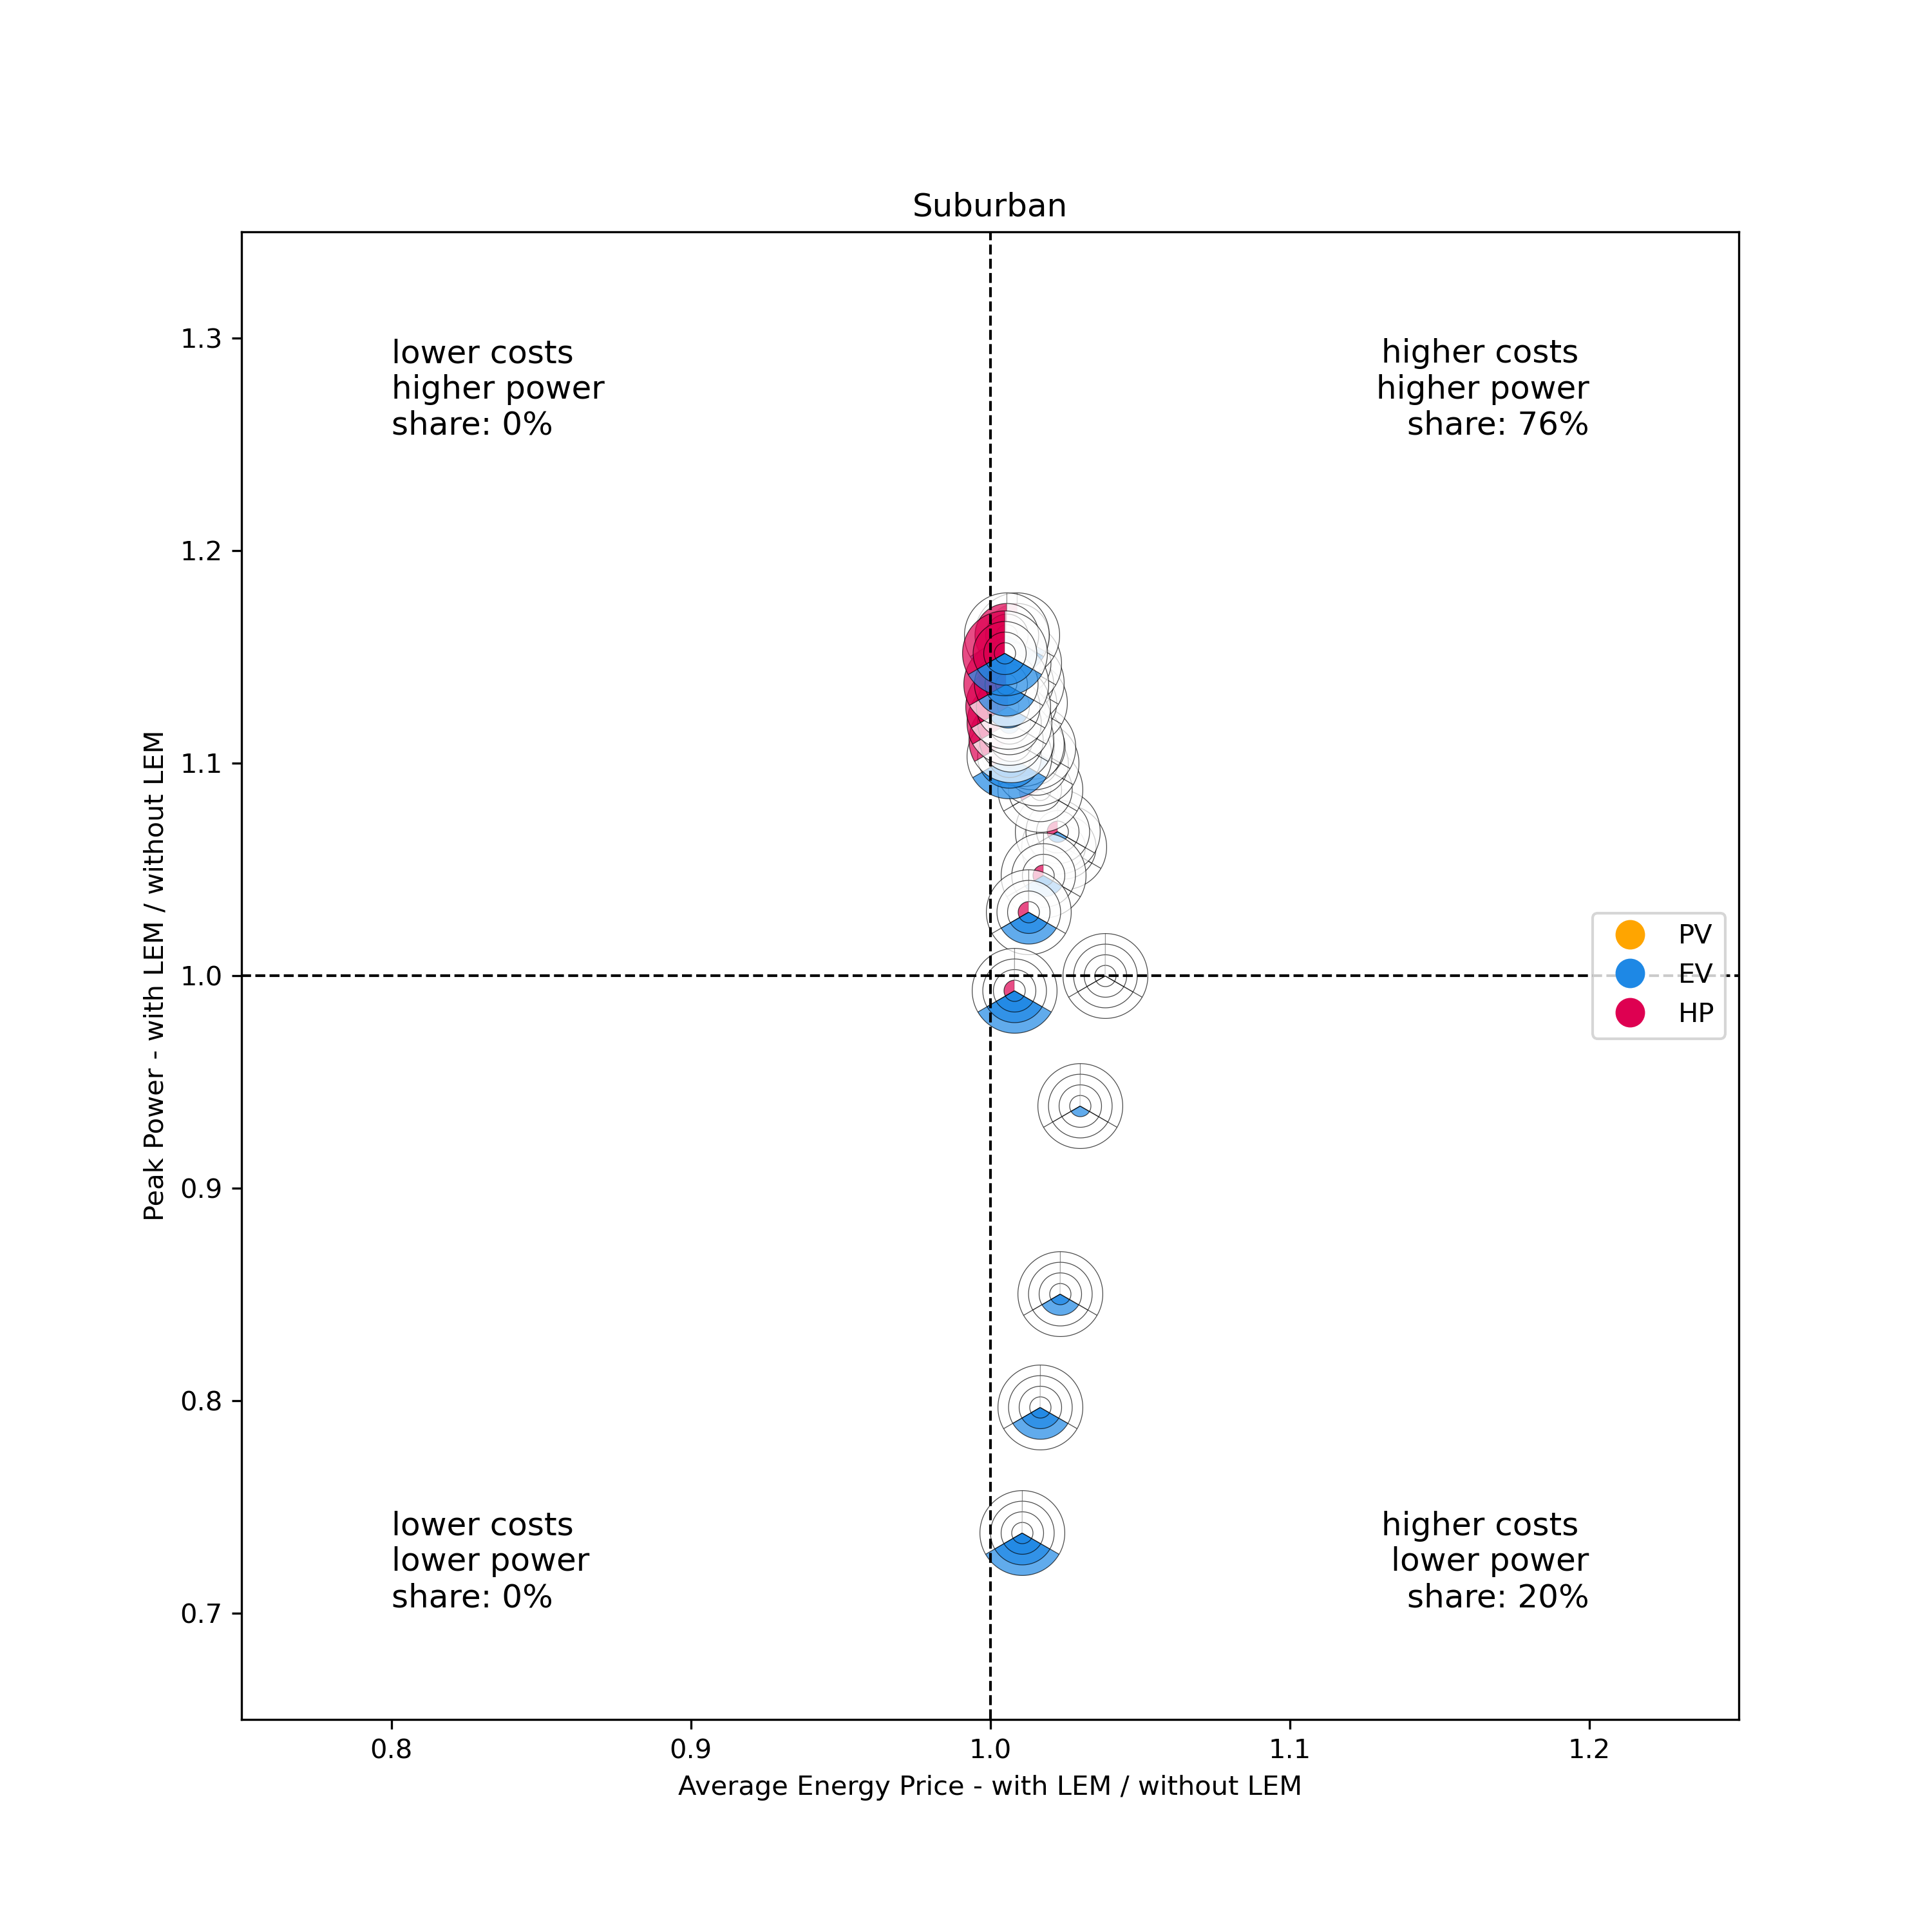 Suburban
lower costs
higher power
share: 0%
higher costs
higher power
share: 76%
1.3
1.2
1.1
1.0
0.9
0.8
0.7
Peak Power - with LEM / without LEM
PV
EV
HP
lower costs
lower power
share: 0%
higher costs
lower power
share: 20%
0.8
0.9
1.0
1.1
1.2
Average Energy Price - with LEM / without LEM